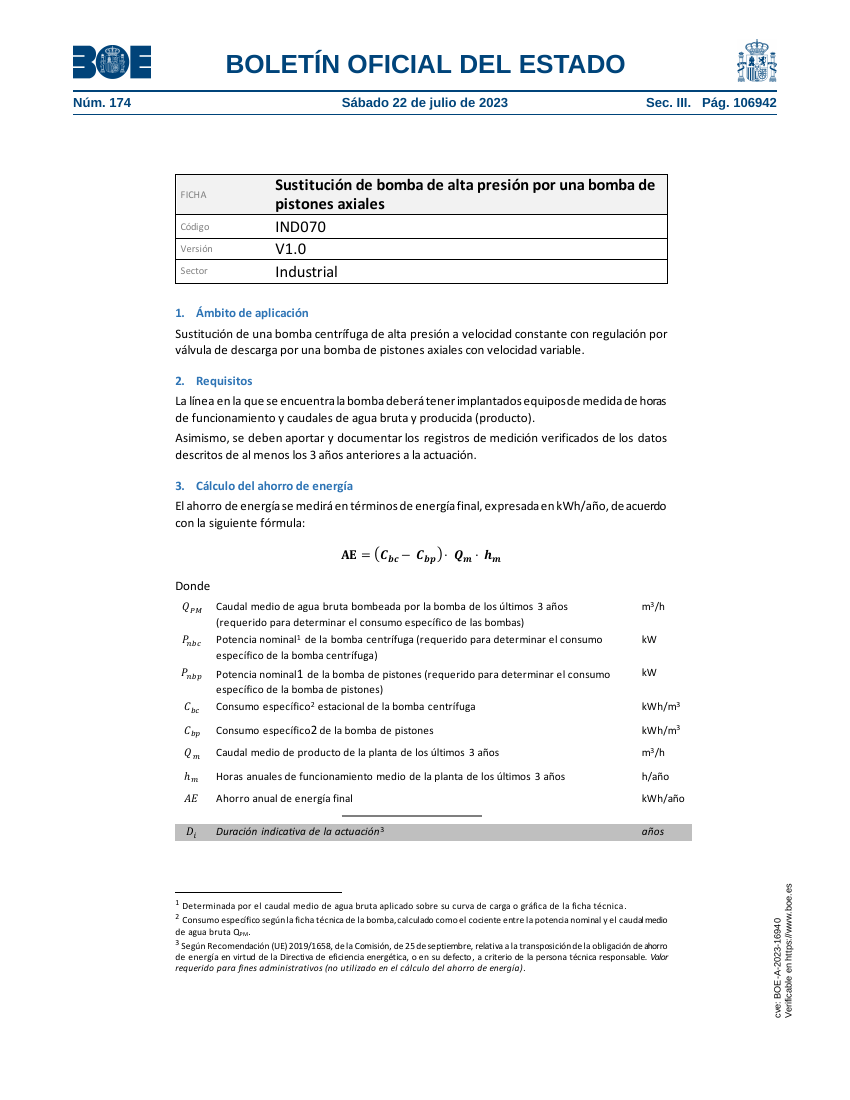 BOE
BOLETÍN OFICIAL DEL ESTADO
Núm. 174 Sábado 22 de julio de 2023 Sec. III. Pág. 106942
FICHA Sustitución de bomba de alta presión por una bomba de
pistones axiales
Código IND070
Versión V1.0
Sector Industrial
1. Ámbito de aplicación
Sustitución de una bomba centrífuga de alta presión a velocidad constante con regulación por
válvula de descarga por una bomba de pistones axiales con velocidad variable.
2. Requisitos
La línea en la que se encuentra la bomba deberá tener implantados equipos de medida de horas
de funcionamiento y caudales de agua bruta y producida (producto).
Asimismo, se deben aportar y documentar los registros de medición verificados de los datos
descritos de al menos los 3 años anteriores a la actuación.
3. Cálculo del ahorro de energía
El ahorro de energía se medirá en términos de energía final, expresada en kWh/año, de acuerdo
con la siguiente fórmula:
AE = (C_bc − C_bp) · Q_m · h_m
Donde
Q_PM Caudal medio de agua bruta bombeada por la bomba de los últimos 3 años m³/h
(requerido para determinar el consumo específico de las bombas)
P_nbc Potencia nominal¹ de la bomba centrífuga (requerido para determinar el consumo kW
específico de la bomba centrífuga)
P_nbp Potencia nominal1 de la bomba de pistones (requerido para determinar el consumo kW
específico de la bomba de pistones)
C_bc Consumo específico² estacional de la bomba centrífuga kWh/m³
C_bp Consumo específico2 de la bomba de pistones kWh/m³
Q_m Caudal medio de producto de la planta de los últimos 3 años m³/h
h_m Horas anuales de funcionamiento medio de la planta de los últimos 3 años h/año
AE Ahorro anual de energía final kWh/año
D_i Duración indicativa de la actuación³ años
¹ Determinada por el caudal medio de agua bruta aplicado sobre su curva de carga o gráfica de la ficha técnica.
² Consumo específico según la ficha técnica de la bomba, calculado como el cociente entre la potencia nominal y el caudal medio
de agua bruta Q_PM.
³ Según Recomendación (UE) 2019/1658, de la Comisión, de 25 de septiembre, relativa a la transposición de la obligación de ahorro
de energía en virtud de la Directiva de eficiencia energética, o en su defecto, a criterio de la persona técnica responsable. Valor
requerido para fines administrativos (no utilizado en el cálculo del ahorro de energía).
cve: BOE-A-2023-16940
Verificable en https://www.boe.es